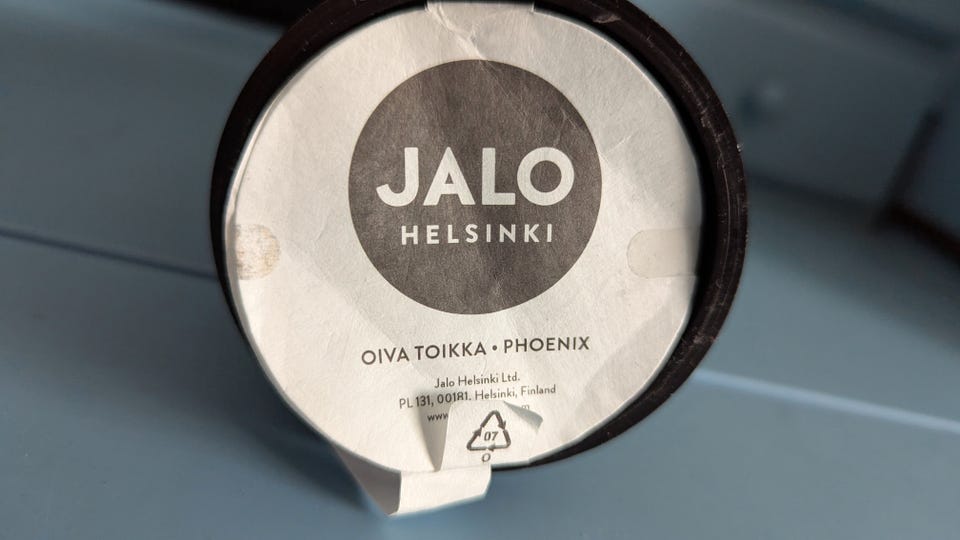 JALO
HELSINKI
OIVA TOIKKA • PHOENIX
Jalo Helsinki Ltd.
PL 131, 00181, Helsinki, Finland
07
O